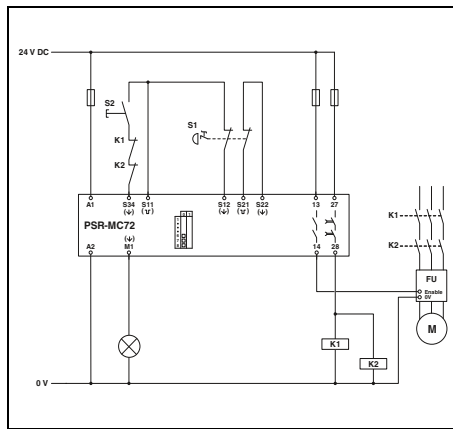 24 V DC
S2
K1
K2
S1
A1 S34 S11 S12 S21 S22 13 27
PSR-MC72
A2 M1 14 28
K1
K2
FU
Enable
0V
M
K1
K2
0 V